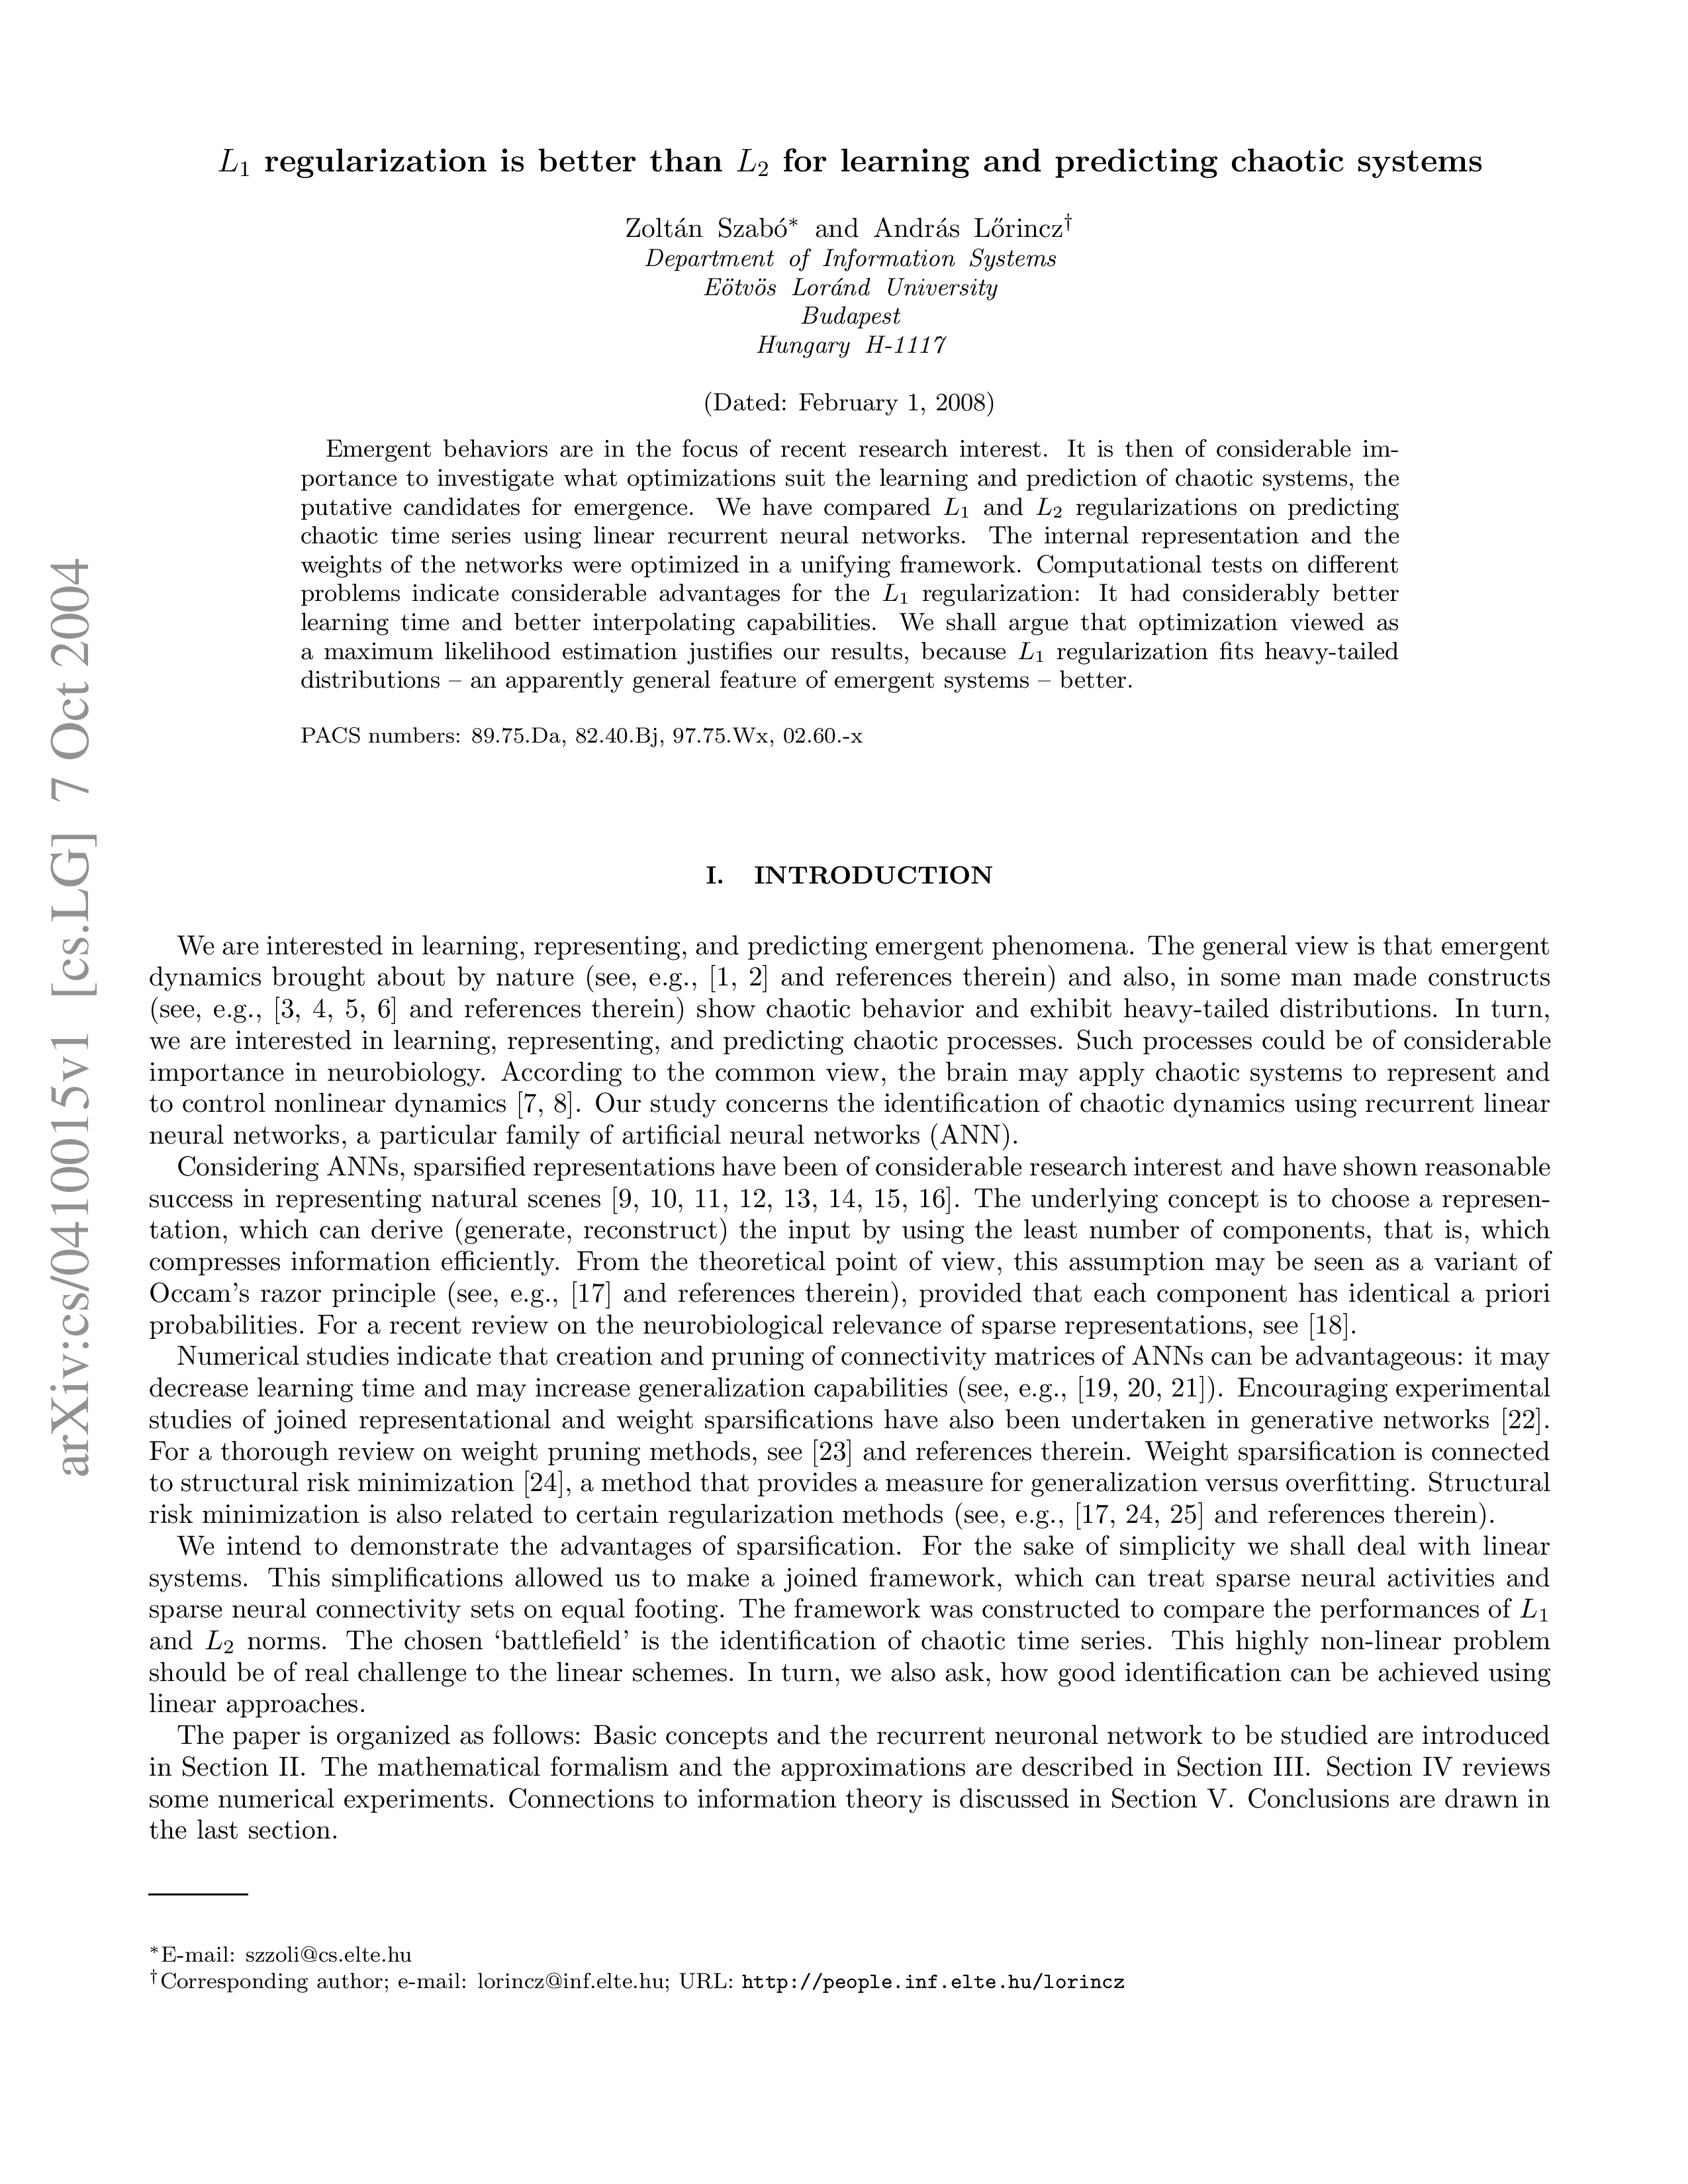 L1 regularization is better than L2 for learning and predicting chaotic systems
Zoltán Szabó* and András Lőrincz†
Department of Information Systems
Eötvös Loránd University
Budapest
Hungary H-1117
(Dated: February 1, 2008)
Emergent behaviors are in the focus of recent research interest. It is then of considerable im-
portance to investigate what optimizations suit the learning and prediction of chaotic systems, the
putative candidates for emergence. We have compared L1 and L2 regularizations on predicting
chaotic time series using linear recurrent neural networks. The internal representation and the
weights of the networks were optimized in a unifying framework. Computational tests on different
problems indicate considerable advantages for the L1 regularization: It had considerably better
learning time and better interpolating capabilities. We shall argue that optimization viewed as
a maximum likelihood estimation justifies our results, because L1 regularization fits heavy-tailed
distributions – an apparently general feature of emergent systems – better.
PACS numbers: 89.75.Da, 82.40.Bj, 97.75.Wx, 02.60.-x
arXiv:cs/0410015v1 [cs.LG] 7 Oct 2004
I. INTRODUCTION
We are interested in learning, representing, and predicting emergent phenomena. The general view is that emergent
dynamics brought about by nature (see, e.g., [1, 2] and references therein) and also, in some man made constructs
(see, e.g., [3, 4, 5, 6] and references therein) show chaotic behavior and exhibit heavy-tailed distributions. In turn,
we are interested in learning, representing, and predicting chaotic processes. Such processes could be of considerable
importance in neurobiology. According to the common view, the brain may apply chaotic systems to represent and
to control nonlinear dynamics [7, 8]. Our study concerns the identification of chaotic dynamics using recurrent linear
neural networks, a particular family of artificial neural networks (ANN).
Considering ANNs, sparsified representations have been of considerable research interest and have shown reasonable
success in representing natural scenes [9, 10, 11, 12, 13, 14, 15, 16]. The underlying concept is to choose a represen-
tation, which can derive (generate, reconstruct) the input by using the least number of components, that is, which
compresses information efficiently. From the theoretical point of view, this assumption may be seen as a variant of
Occam's razor principle (see, e.g., [17] and references therein), provided that each component has identical a priori
probabilities. For a recent review on the neurobiological relevance of sparse representations, see [18].
Numerical studies indicate that creation and pruning of connectivity matrices of ANNs can be advantageous: it may
decrease learning time and may increase generalization capabilities (see, e.g., [19, 20, 21]). Encouraging experimental
studies of joined representational and weight sparsifications have also been undertaken in generative networks [22].
For a thorough review on weight pruning methods, see [23] and references therein. Weight sparsification is connected
to structural risk minimization [24], a method that provides a measure for generalization versus overfitting. Structural
risk minimization is also related to certain regularization methods (see, e.g., [17, 24, 25] and references therein).
We intend to demonstrate the advantages of sparsification. For the sake of simplicity we shall deal with linear
systems. This simplifications allowed us to make a joined framework, which can treat sparse neural activities and
sparse neural connectivity sets on equal footing. The framework was constructed to compare the performances of L1
and L2 norms. The chosen ‘battlefield’ is the identification of chaotic time series. This highly non-linear problem
should be of real challenge to the linear schemes. In turn, we also ask, how good identification can be achieved using
linear approaches.
The paper is organized as follows: Basic concepts and the recurrent neuronal network to be studied are introduced
in Section II. The mathematical formalism and the approximations are described in Section III. Section IV reviews
some numerical experiments. Connections to information theory is discussed in Section V. Conclusions are drawn in
the last section.
*E-mail: szzoli@cs.elte.hu
†Corresponding author; e-mail: lorincz@inf.elte.hu; URL: http://people.inf.elte.hu/lorincz